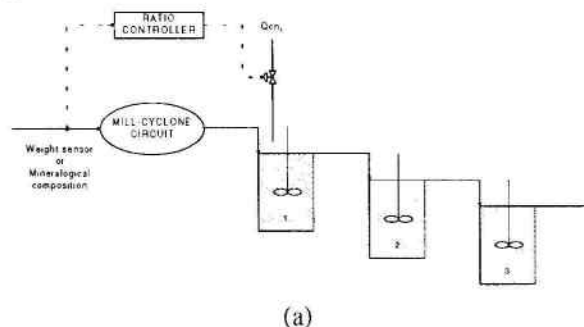 RATIO
CONTROLLER
Qcn,
MILL-CYCLONE
CIRCUIT
Weight sensor
or
Mineralogical
composition
1
2
3
(a)